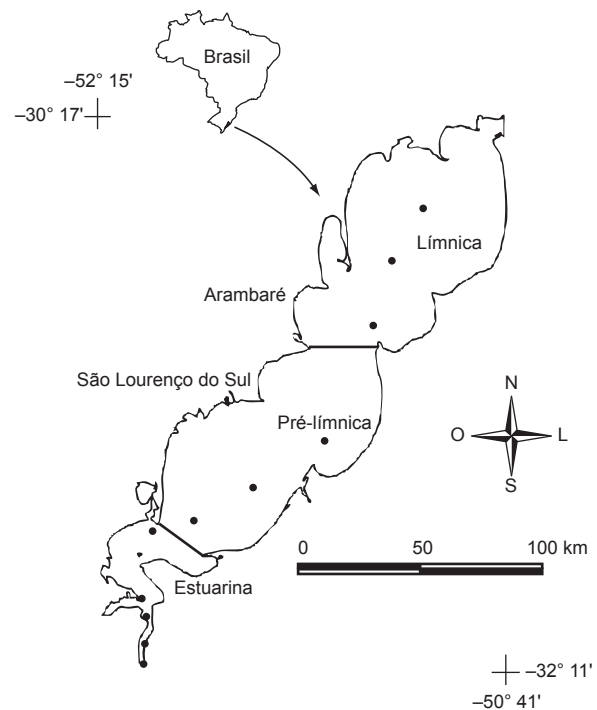 Brasil
–52° 15'
–30° 17'
Límnica
Arambaré
São Lourenço do Sul
Pré-límnica
N
O
L
S
0
50
100 km
Estuarina
–32° 11'
–50° 41'